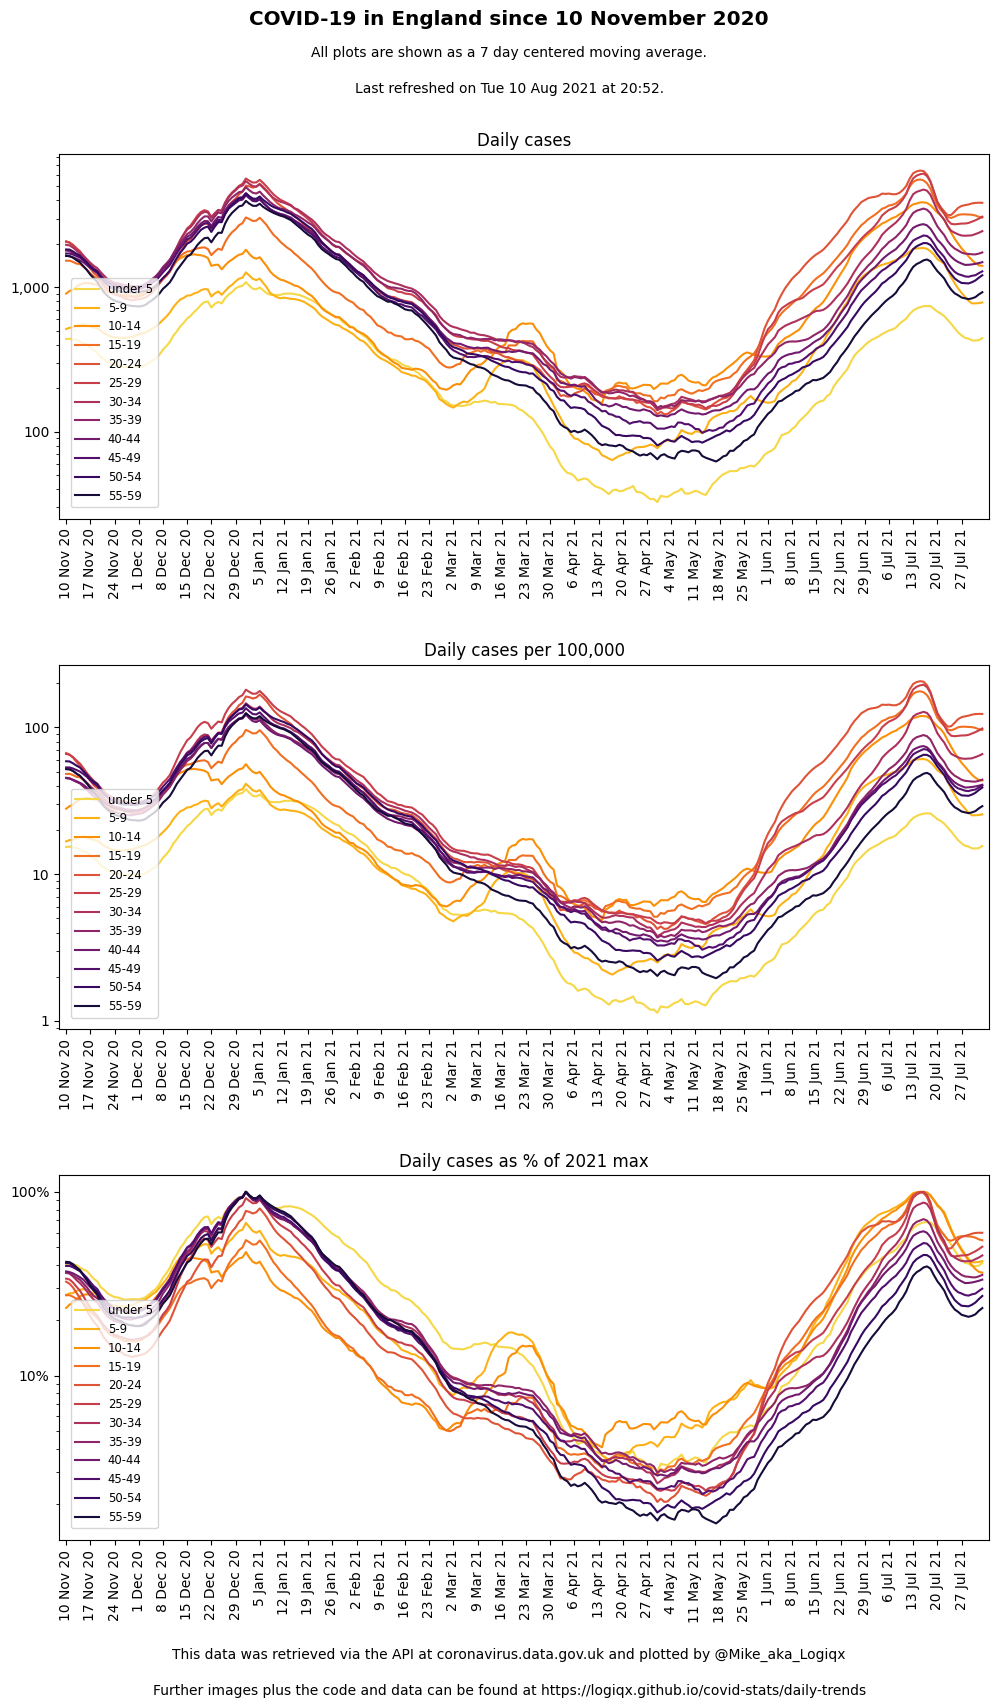 COVID-19 in England since 10 November 2020
All plots are shown as a 7 day centered moving average.
Last refreshed on Tue 10 Aug 2021 at 20:52.
Daily cases
1,000
100
under 5
5-9
10-14
15-19
20-24
25-29
30-34
35-39
40-44
45-49
50-54
55-59
10 Nov 20
17 Nov 20
24 Nov 20
1 Dec 20
8 Dec 20
15 Dec 20
22 Dec 20
29 Dec 20
5 Jan 21
12 Jan 21
19 Jan 21
26 Jan 21
2 Feb 21
9 Feb 21
16 Feb 21
23 Feb 21
2 Mar 21
9 Mar 21
16 Mar 21
23 Mar 21
30 Mar 21
6 Apr 21
13 Apr 21
20 Apr 21
27 Apr 21
4 May 21
11 May 21
18 May 21
25 May 21
1 Jun 21
8 Jun 21
15 Jun 21
22 Jun 21
29 Jun 21
6 Jul 21
13 Jul 21
20 Jul 21
27 Jul 21
Daily cases per 100,000
100
10
1
under 5
5-9
10-14
15-19
20-24
25-29
30-34
35-39
40-44
45-49
50-54
55-59
10 Nov 20
17 Nov 20
24 Nov 20
1 Dec 20
8 Dec 20
15 Dec 20
22 Dec 20
29 Dec 20
5 Jan 21
12 Jan 21
19 Jan 21
26 Jan 21
2 Feb 21
9 Feb 21
16 Feb 21
23 Feb 21
2 Mar 21
9 Mar 21
16 Mar 21
23 Mar 21
30 Mar 21
6 Apr 21
13 Apr 21
20 Apr 21
27 Apr 21
4 May 21
11 May 21
18 May 21
25 May 21
1 Jun 21
8 Jun 21
15 Jun 21
22 Jun 21
29 Jun 21
6 Jul 21
13 Jul 21
20 Jul 21
27 Jul 21
Daily cases as % of 2021 max
100%
10%
under 5
5-9
10-14
15-19
20-24
25-29
30-34
35-39
40-44
45-49
50-54
55-59
10 Nov 20
17 Nov 20
24 Nov 20
1 Dec 20
8 Dec 20
15 Dec 20
22 Dec 20
29 Dec 20
5 Jan 21
12 Jan 21
19 Jan 21
26 Jan 21
2 Feb 21
9 Feb 21
16 Feb 21
23 Feb 21
2 Mar 21
9 Mar 21
16 Mar 21
23 Mar 21
30 Mar 21
6 Apr 21
13 Apr 21
20 Apr 21
27 Apr 21
4 May 21
11 May 21
18 May 21
25 May 21
1 Jun 21
8 Jun 21
15 Jun 21
22 Jun 21
29 Jun 21
6 Jul 21
13 Jul 21
20 Jul 21
27 Jul 21
This data was retrieved via the API at coronavirus.data.gov.uk and plotted by @Mike_aka_Logiqx
Further images plus the code and data can be found at https://logiqx.github.io/covid-stats/daily-trends